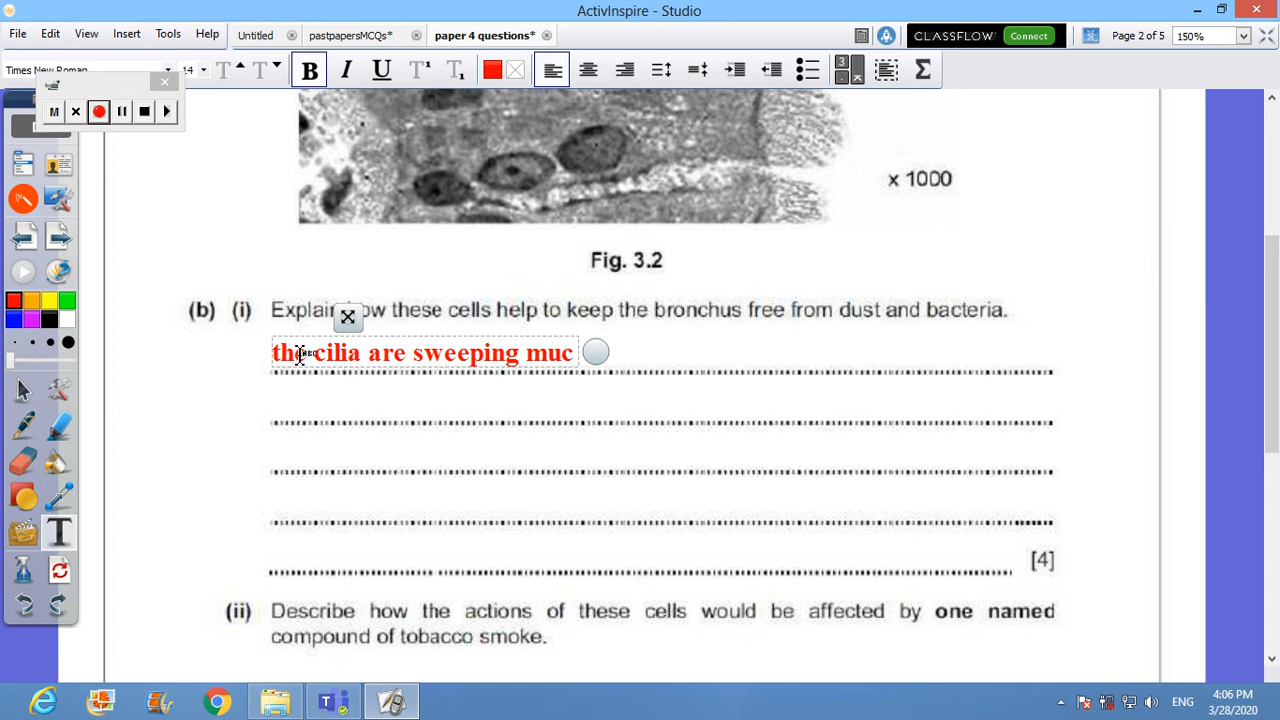 ActivInspire - Studio
File Edit View Insert Tools Help
Untitled pastpapersMCQs* paper 4 questions*
CLASSFLOW Connect
Page 2 of 5 150%
Times New Roman 14
B I U
M
x 1000
Fig. 3.2
(b) (i) Explain how these cells help to keep the bronchus free from dust and bacteria.
the cilia are sweeping muc
[4]
(ii) Describe how the actions of these cells would be affected by one named
compound of tobacco smoke.
ENG
4:06 PM
3/28/2020